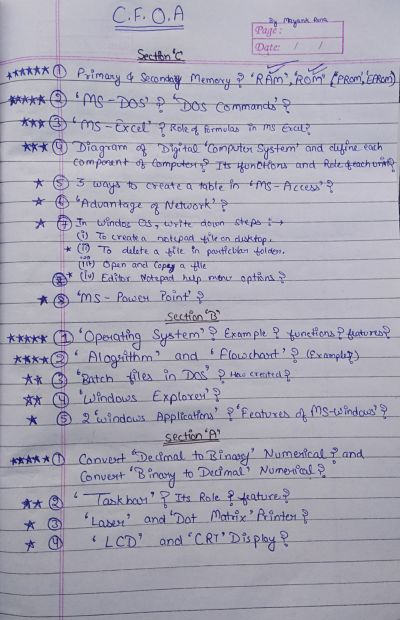 C.F.O.A
By Mayank
Page:
Date: / /
Section 'C'
****** ① Primary & Secondary Memory? 'RAM', 'ROM' ('PROM', 'EPROM)
***** ② 'MS-DOS'? 'DOS Commands'?
*** ③ 'MS-Excel'? Role of formulas in MS Excel?
*** ④ Diagram of 'Digital Computer System' and define each
component of Computer? Its functions and Role of each unit?
* ⑤ 3 ways to create a table in 'MS-Access'?
* ⑥ 'Advantage of Network'?
* ⑦ In windos OS, write down steps :→
(i) To create a notepad file on desktop.
* (ii) To delete a file in particular folder.
(iii) Open and Copy a file
* (iv) Editor Notepad help menu options?
* ⑧ 'MS-Power Point'?
Section 'B'
***** ① 'Operating System'? Example? functions? features?
**** ② 'Alogrithm' and 'Flowchart'? (Example?)
** ③ 'Batch files in DOS'? How created?
** ④ 'Windows Explorer'?
* ⑤ 2 'Windows Applications'? 'Features of MS-Windows'?
Section 'A'
***** ① Convert 'Decimal to Binary' Numerical? and
Convert 'Binary to Decimal' Numerical?
** ② 'Taskbar'? Its Role? feature?
* ③ 'Laser' and 'Dot Matrix' Printer?
* ④ 'LCD' and 'CRT' Display?